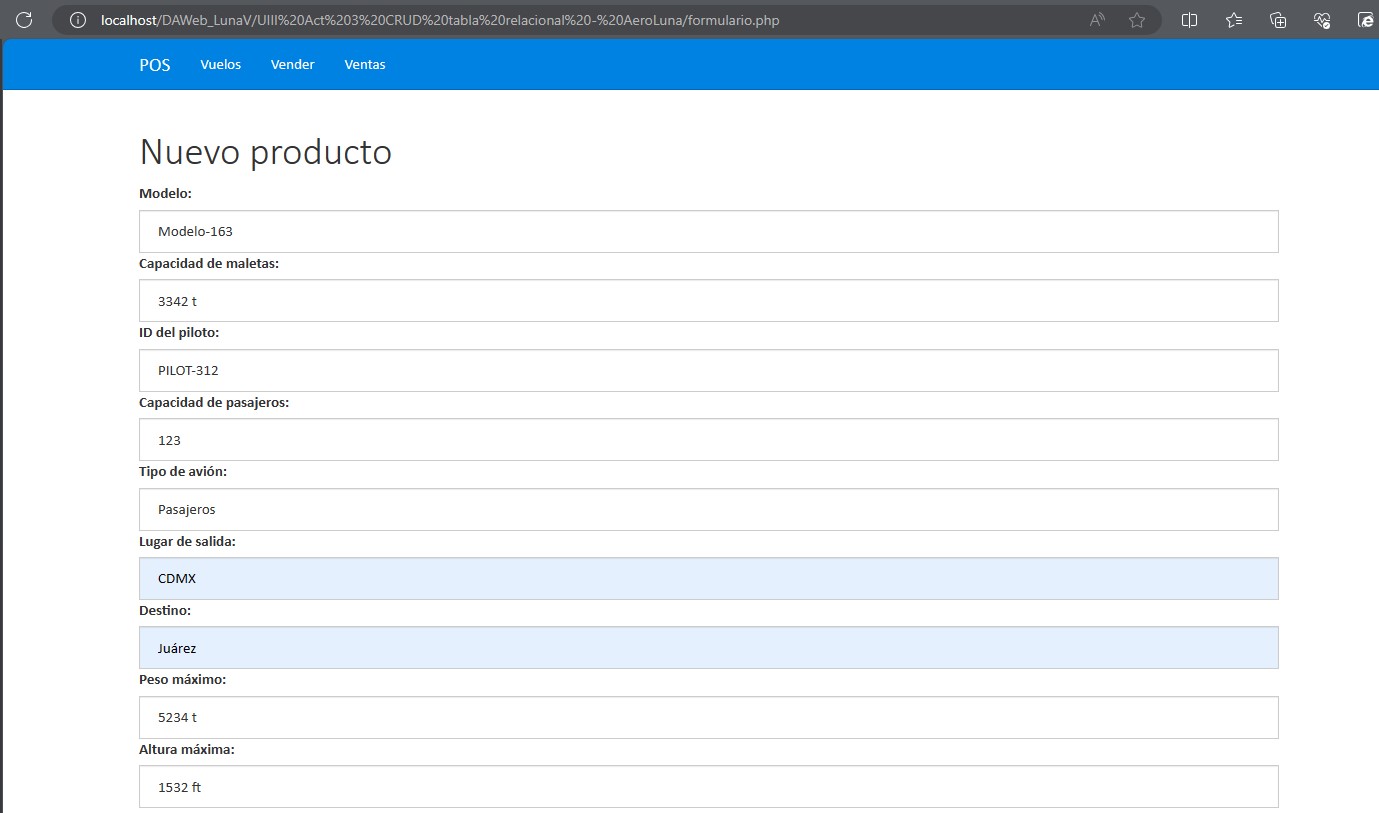 localhost/DAWeb_LunaV/UIII%20Act%203%20CRUD%20tabla%20relacional%20-%20AeroLuna/formulario.php
POS Vuelos Vender Ventas
Nuevo producto
Modelo:
Modelo-163
Capacidad de maletas:
3342 t
ID del piloto:
PILOT-312
Capacidad de pasajeros:
123
Tipo de avión:
Pasajeros
Lugar de salida:
CDMX
Destino:
Juárez
Peso máximo:
5234 t
Altura máxima:
1532 ft